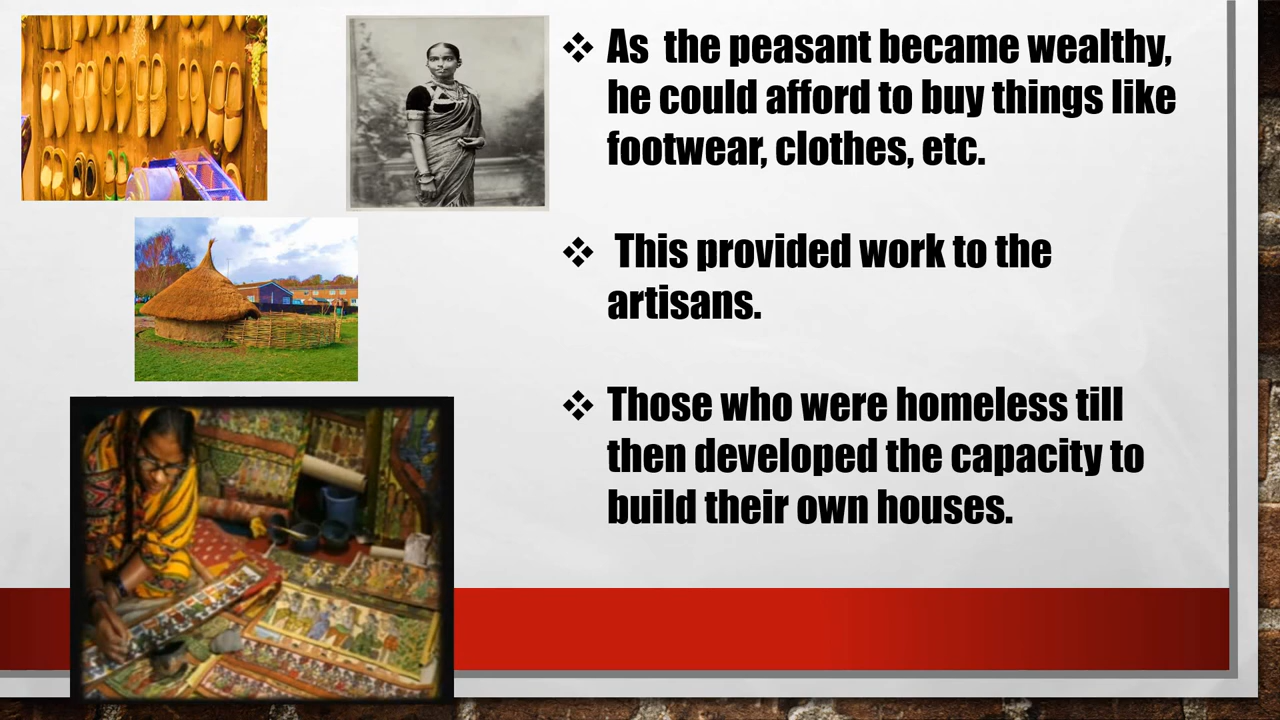 ❖ As  the peasant became wealthy,
he could afford to buy things like
footwear, clothes, etc.
❖ This provided work to the
artisans.
❖ Those who were homeless till
then developed the capacity to
build their own houses.